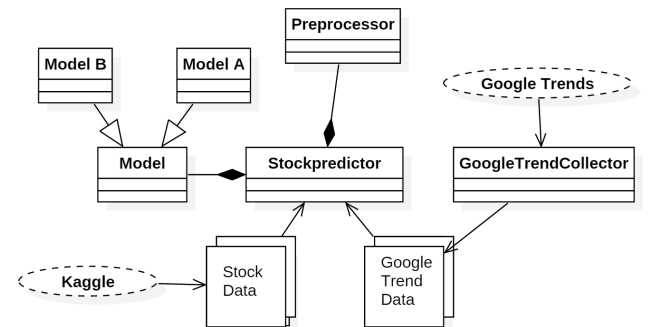 Preprocessor
Model B
Model A
Google Trends
Model
Stockpredictor
GoogleTrendCollector
Stock
Data
Google
Trend
Data
Kaggle